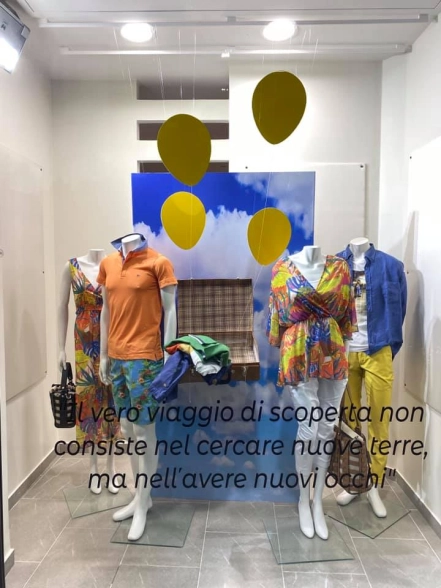 "Il vero viaggio di scoperta non
consiste nel cercare nuove terre,
ma nell'avere nuovi occhi"